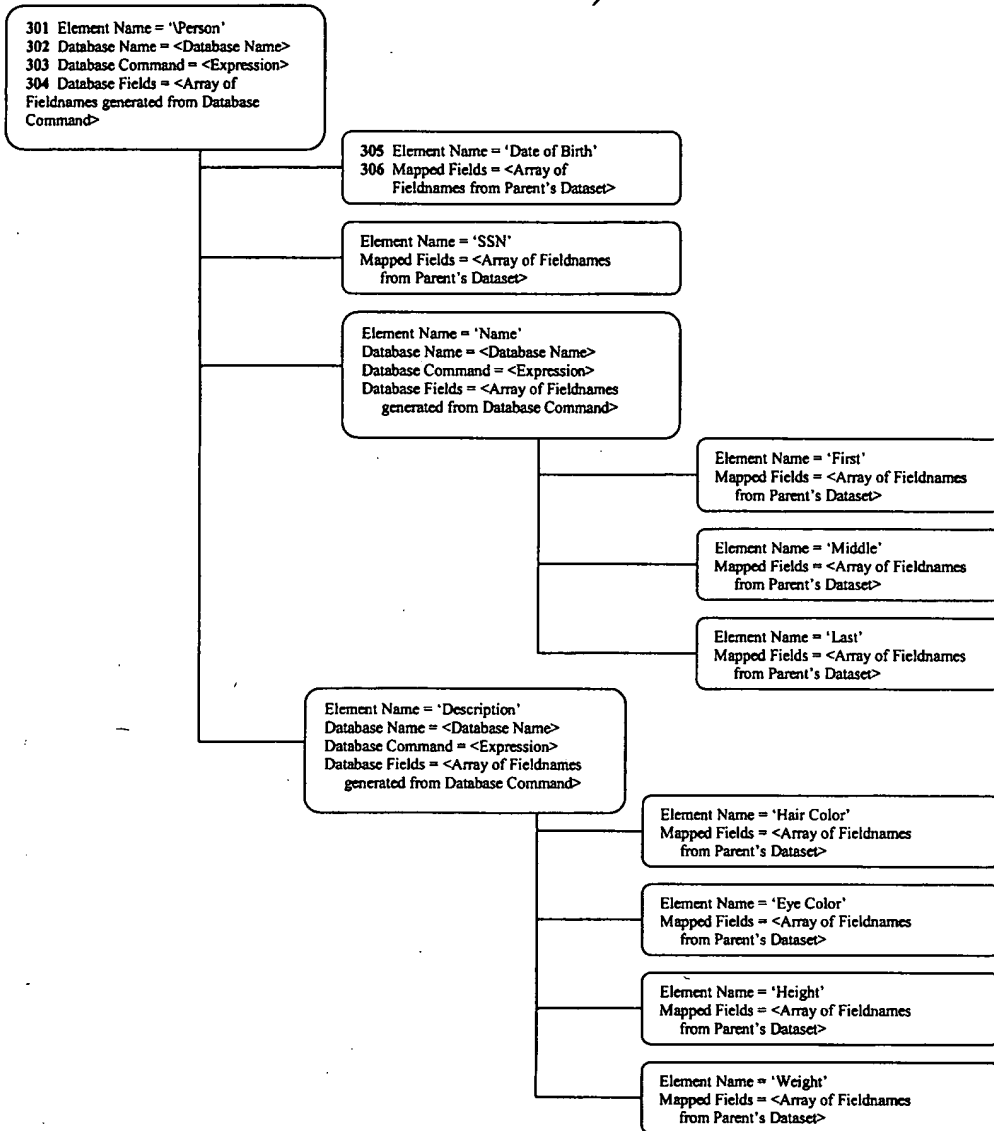 301 Element Name = '\Person'
302 Database Name = <Database Name>
303 Database Command = <Expression>
304 Database Fields = <Array of
Fieldnames generated from Database
Command>
305 Element Name = 'Date of Birth'
306 Mapped Fields = <Array of
Fieldnames from Parent's Dataset>
Element Name = 'SSN'
Mapped Fields = <Array of Fieldnames
from Parent's Dataset>
Element Name = 'Name'
Database Name = <Database Name>
Database Command = <Expression>
Database Fields = <Array of Fieldnames
generated from Database Command>
Element Name = 'First'
Mapped Fields = <Array of Fieldnames
from Parent's Dataset>
Element Name = 'Middle'
Mapped Fields = <Array of Fieldnames
from Parent's Dataset>
Element Name = 'Last'
Mapped Fields = <Array of Fieldnames
from Parent's Dataset>
Element Name = 'Description'
Database Name = <Database Name>
Database Command = <Expression>
Database Fields = <Array of Fieldnames
generated from Database Command>
Element Name = 'Hair Color'
Mapped Fields = <Array of Fieldnames
from Parent's Dataset>
Element Name = 'Eye Color'
Mapped Fields = <Array of Fieldnames
from Parent's Dataset>
Element Name = 'Height'
Mapped Fields = <Array of Fieldnames
from Parent's Dataset>
Element Name = 'Weight'
Mapped Fields = <Array of Fieldnames
from Parent's Dataset>